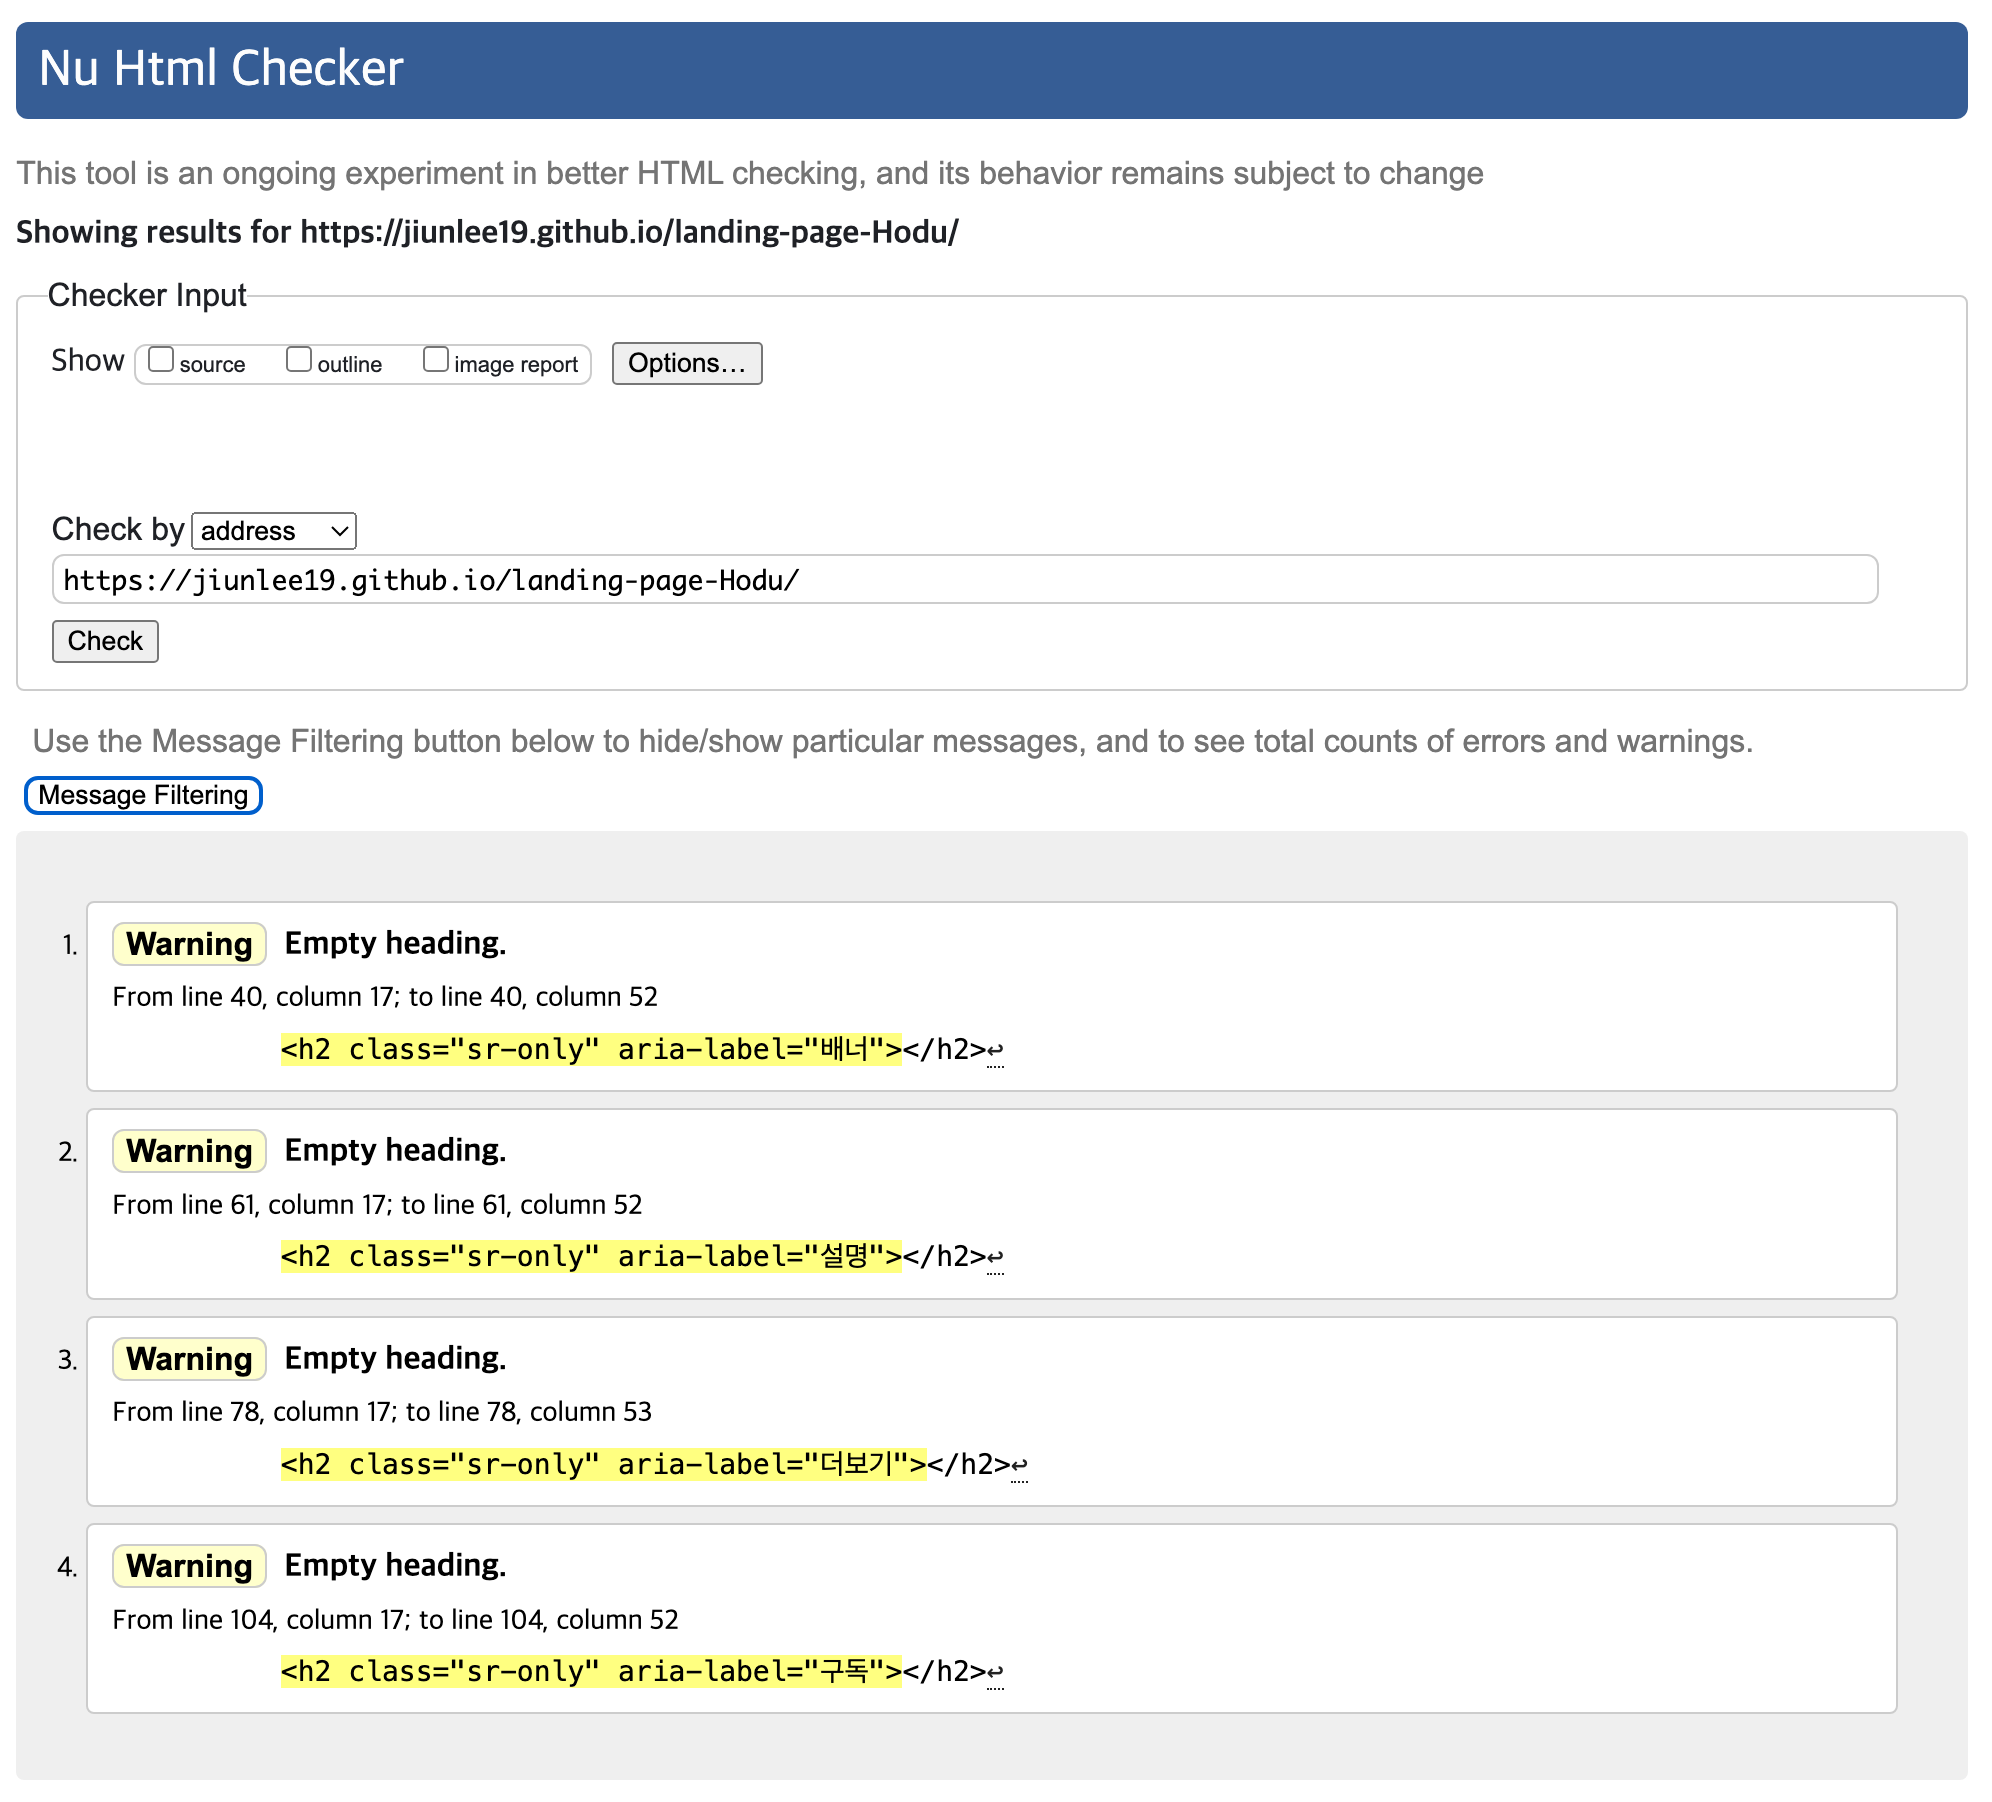 Nu Html Checker
This tool is an ongoing experiment in better HTML checking, and its behavior remains subject to change
Showing results for https://jiunlee19.github.io/landing-page-Hodu/
Checker Input
Show source outline image report Options...
Check by address
https://jiunlee19.github.io/landing-page-Hodu/
Check
Use the Message Filtering button below to hide/show particular messages, and to see total counts of errors and warnings.
Message Filtering
1. Warning Empty heading.
From line 40, column 17; to line 40, column 52
<h2 class="sr-only" aria-label="배너"></h2>↩
2. Warning Empty heading.
From line 61, column 17; to line 61, column 52
<h2 class="sr-only" aria-label="설명"></h2>↩
3. Warning Empty heading.
From line 78, column 17; to line 78, column 53
<h2 class="sr-only" aria-label="더보기"></h2>↩
4. Warning Empty heading.
From line 104, column 17; to line 104, column 52
<h2 class="sr-only" aria-label="구독"></h2>↩